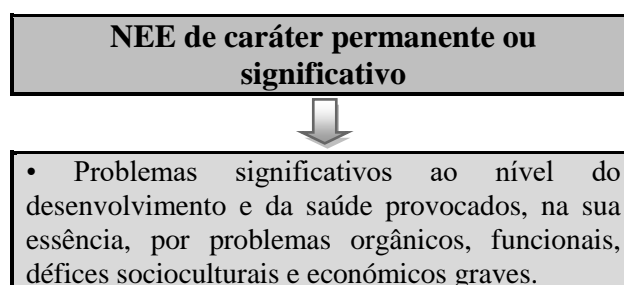 NEE de caráter permanente ou
significativo
• Problemas significativos ao nível do
desenvolvimento e da saúde provocados, na sua
essência, por problemas orgânicos, funcionais,
défices socioculturais e económicos graves.